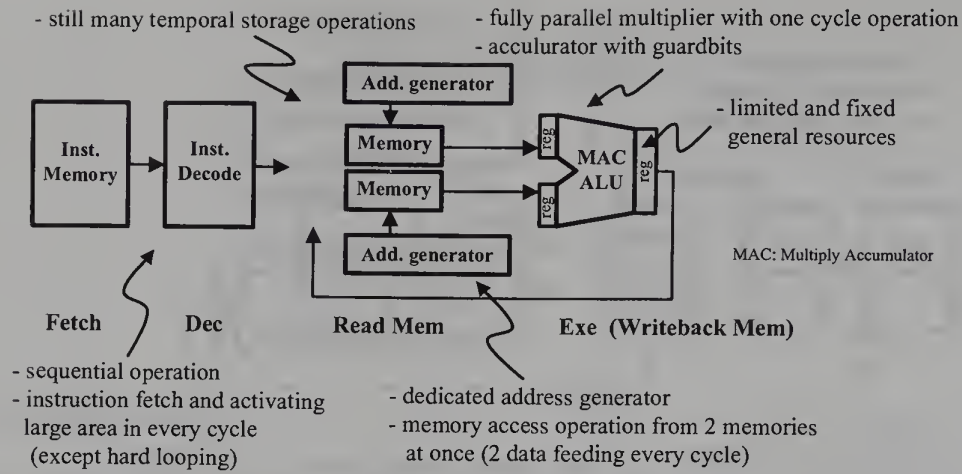 - still many temporal storage operations
- fully parallel multiplier with one cycle operation
- acculurator with guardbits
Add. generator
- limited and fixed
general resources
Inst.
Memory
Inst.
Decode
Memory
Memory
reg
reg
MAC
ALU
reg
Add. generator
MAC: Multiply Accumulator
Fetch
Dec
Read Mem
Exe (Writeback Mem)
- sequential operation
- instruction fetch and activating
large area in every cycle
(except hard looping)
- dedicated address generator
- memory access operation from 2 memories
at once (2 data feeding every cycle)